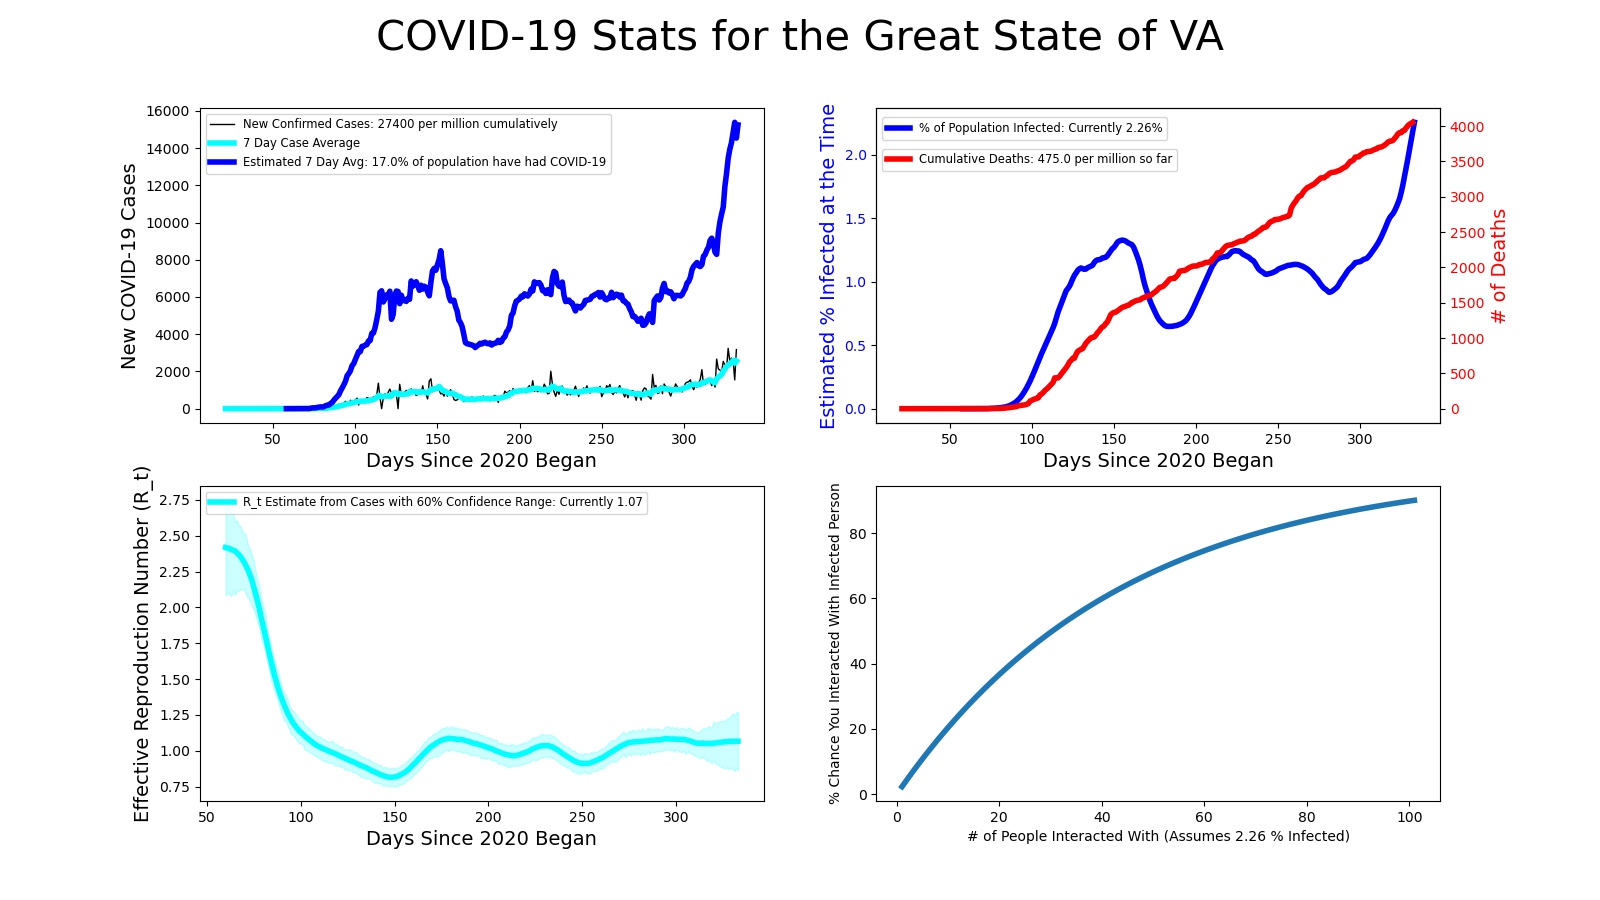 COVID-19 Stats for the Great State of VA
New COVID-19 Cases
16000
14000
12000
10000
8000
6000
4000
2000
0
New Confirmed Cases: 27400 per million cumulatively
7 Day Case Average
Estimated 7 Day Avg: 17.0% of population have had COVID-19
50 100 150 200 250 300
Days Since 2020 Began
Estimated % Infected at the Time
2.0
1.5
1.0
0.5
0.0
% of Population Infected: Currently 2.26%
Cumulative Deaths: 475.0 per million so far
4000
3500
3000
2500
2000
1500
1000
500
0
# of Deaths
50 100 150 200 250 300
Days Since 2020 Began
Effective Reproduction Number (R_t)
2.75
2.50
2.25
2.00
1.75
1.50
1.25
1.00
0.75
R_t Estimate from Cases with 60% Confidence Range: Currently 1.07
50 100 150 200 250 300
Days Since 2020 Began
% Chance You Interacted With Infected Person
80
60
40
20
0
0 20 40 60 80 100
# of People Interacted With (Assumes 2.26 % Infected)